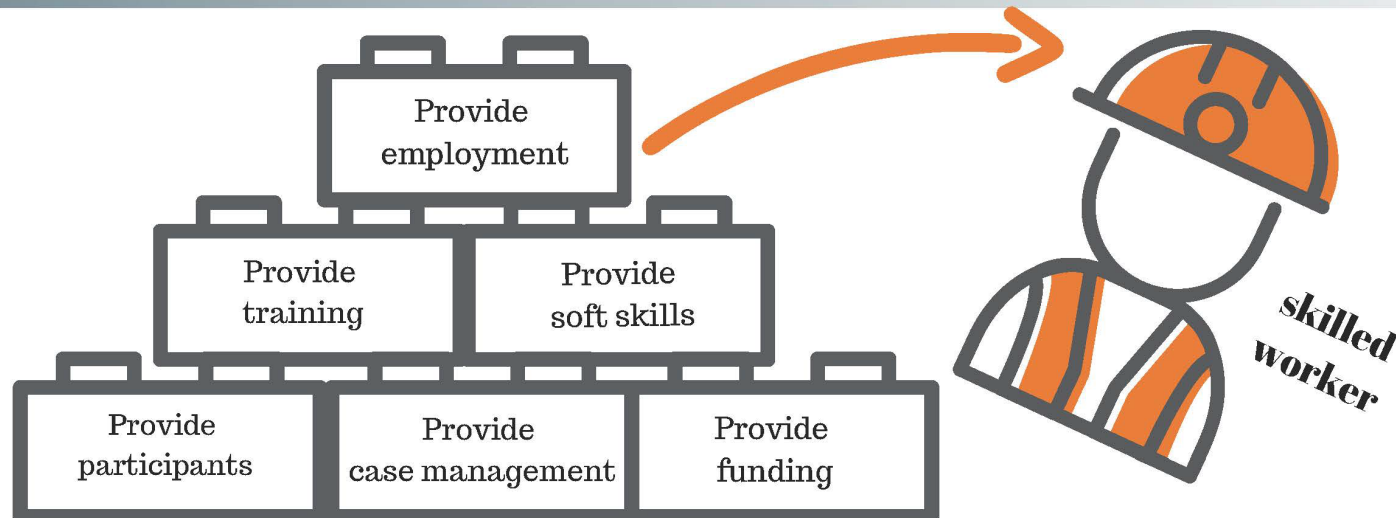 Provide
employment
Provide
training
Provide
soft skills
Provide
participants
Provide
case management
Provide
funding
skilled
worker